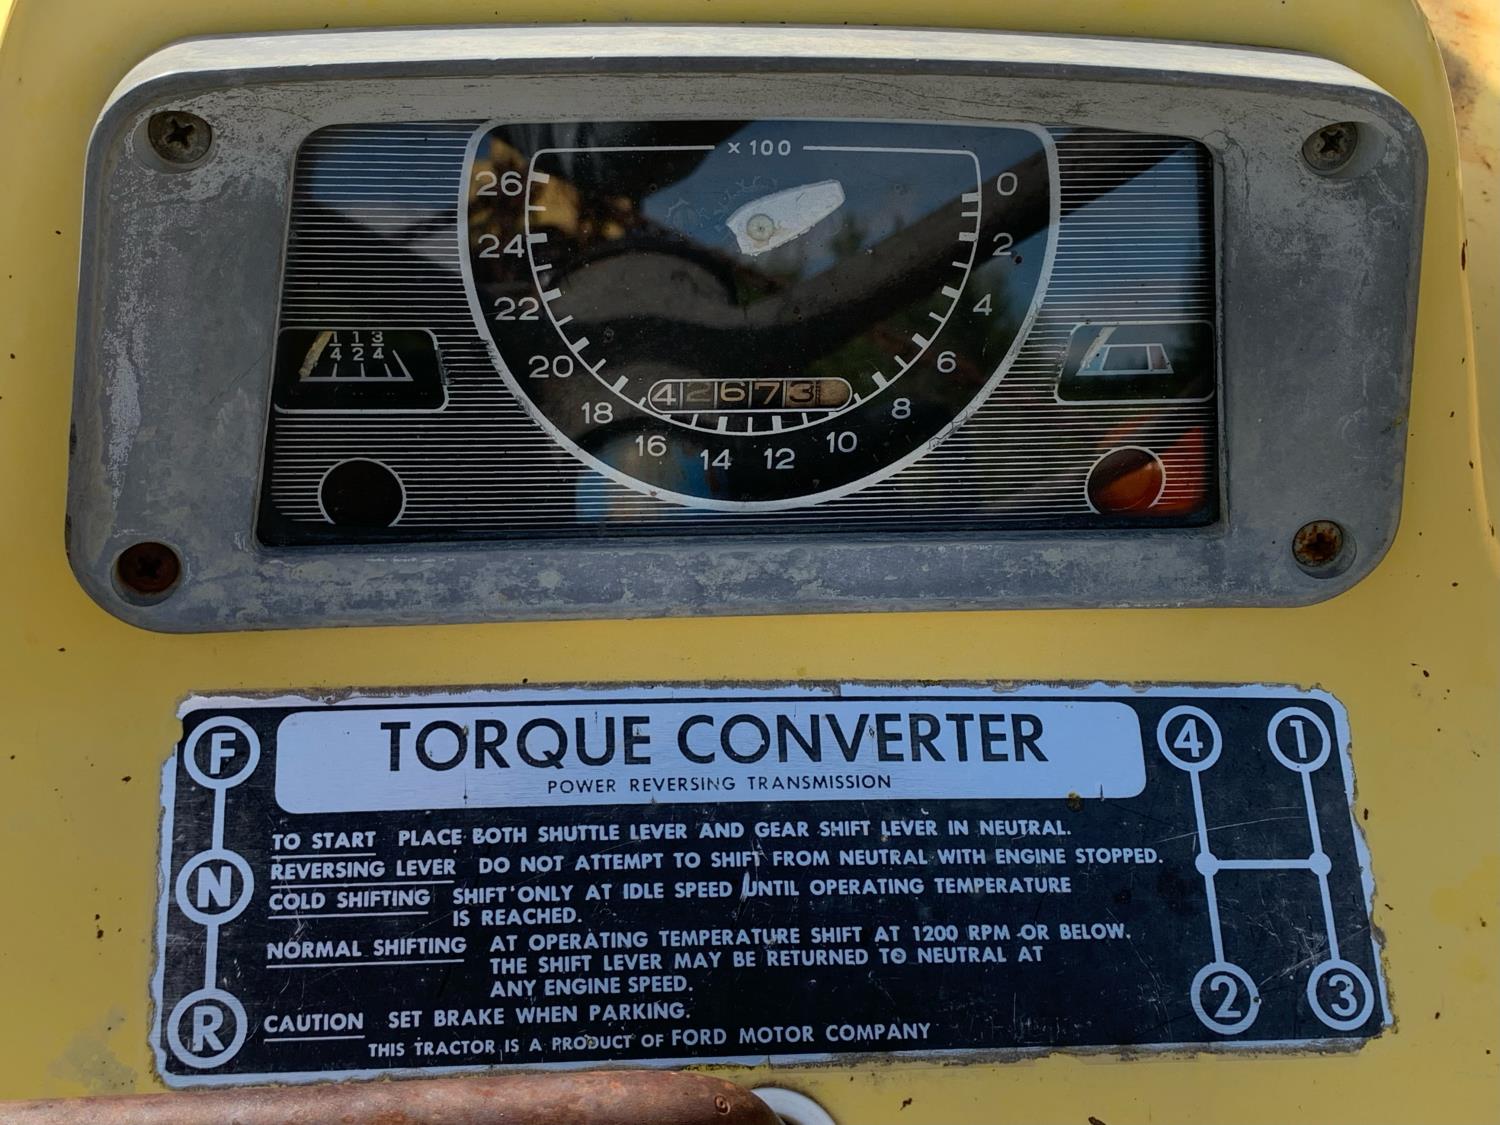 x 100
26 0
24 2
22 4
20 6
18 8
16 10
14 12
1/4 1/2 3/4
4 2 6 7 3
TORQUE CONVERTER
POWER REVERSING TRANSMISSION
F
N
R
4 1
2 3
TO START PLACE BOTH SHUTTLE LEVER AND GEAR SHIFT LEVER IN NEUTRAL.
REVERSING LEVER DO NOT ATTEMPT TO SHIFT FROM NEUTRAL WITH ENGINE STOPPED.
COLD SHIFTING SHIFT ONLY AT IDLE SPEED UNTIL OPERATING TEMPERATURE
IS REACHED.
NORMAL SHIFTING AT OPERATING TEMPERATURE SHIFT AT 1200 RPM OR BELOW.
THE SHIFT LEVER MAY BE RETURNED TO NEUTRAL AT
ANY ENGINE SPEED.
CAUTION SET BRAKE WHEN PARKING.
THIS TRACTOR IS A PRODUCT OF FORD MOTOR COMPANY